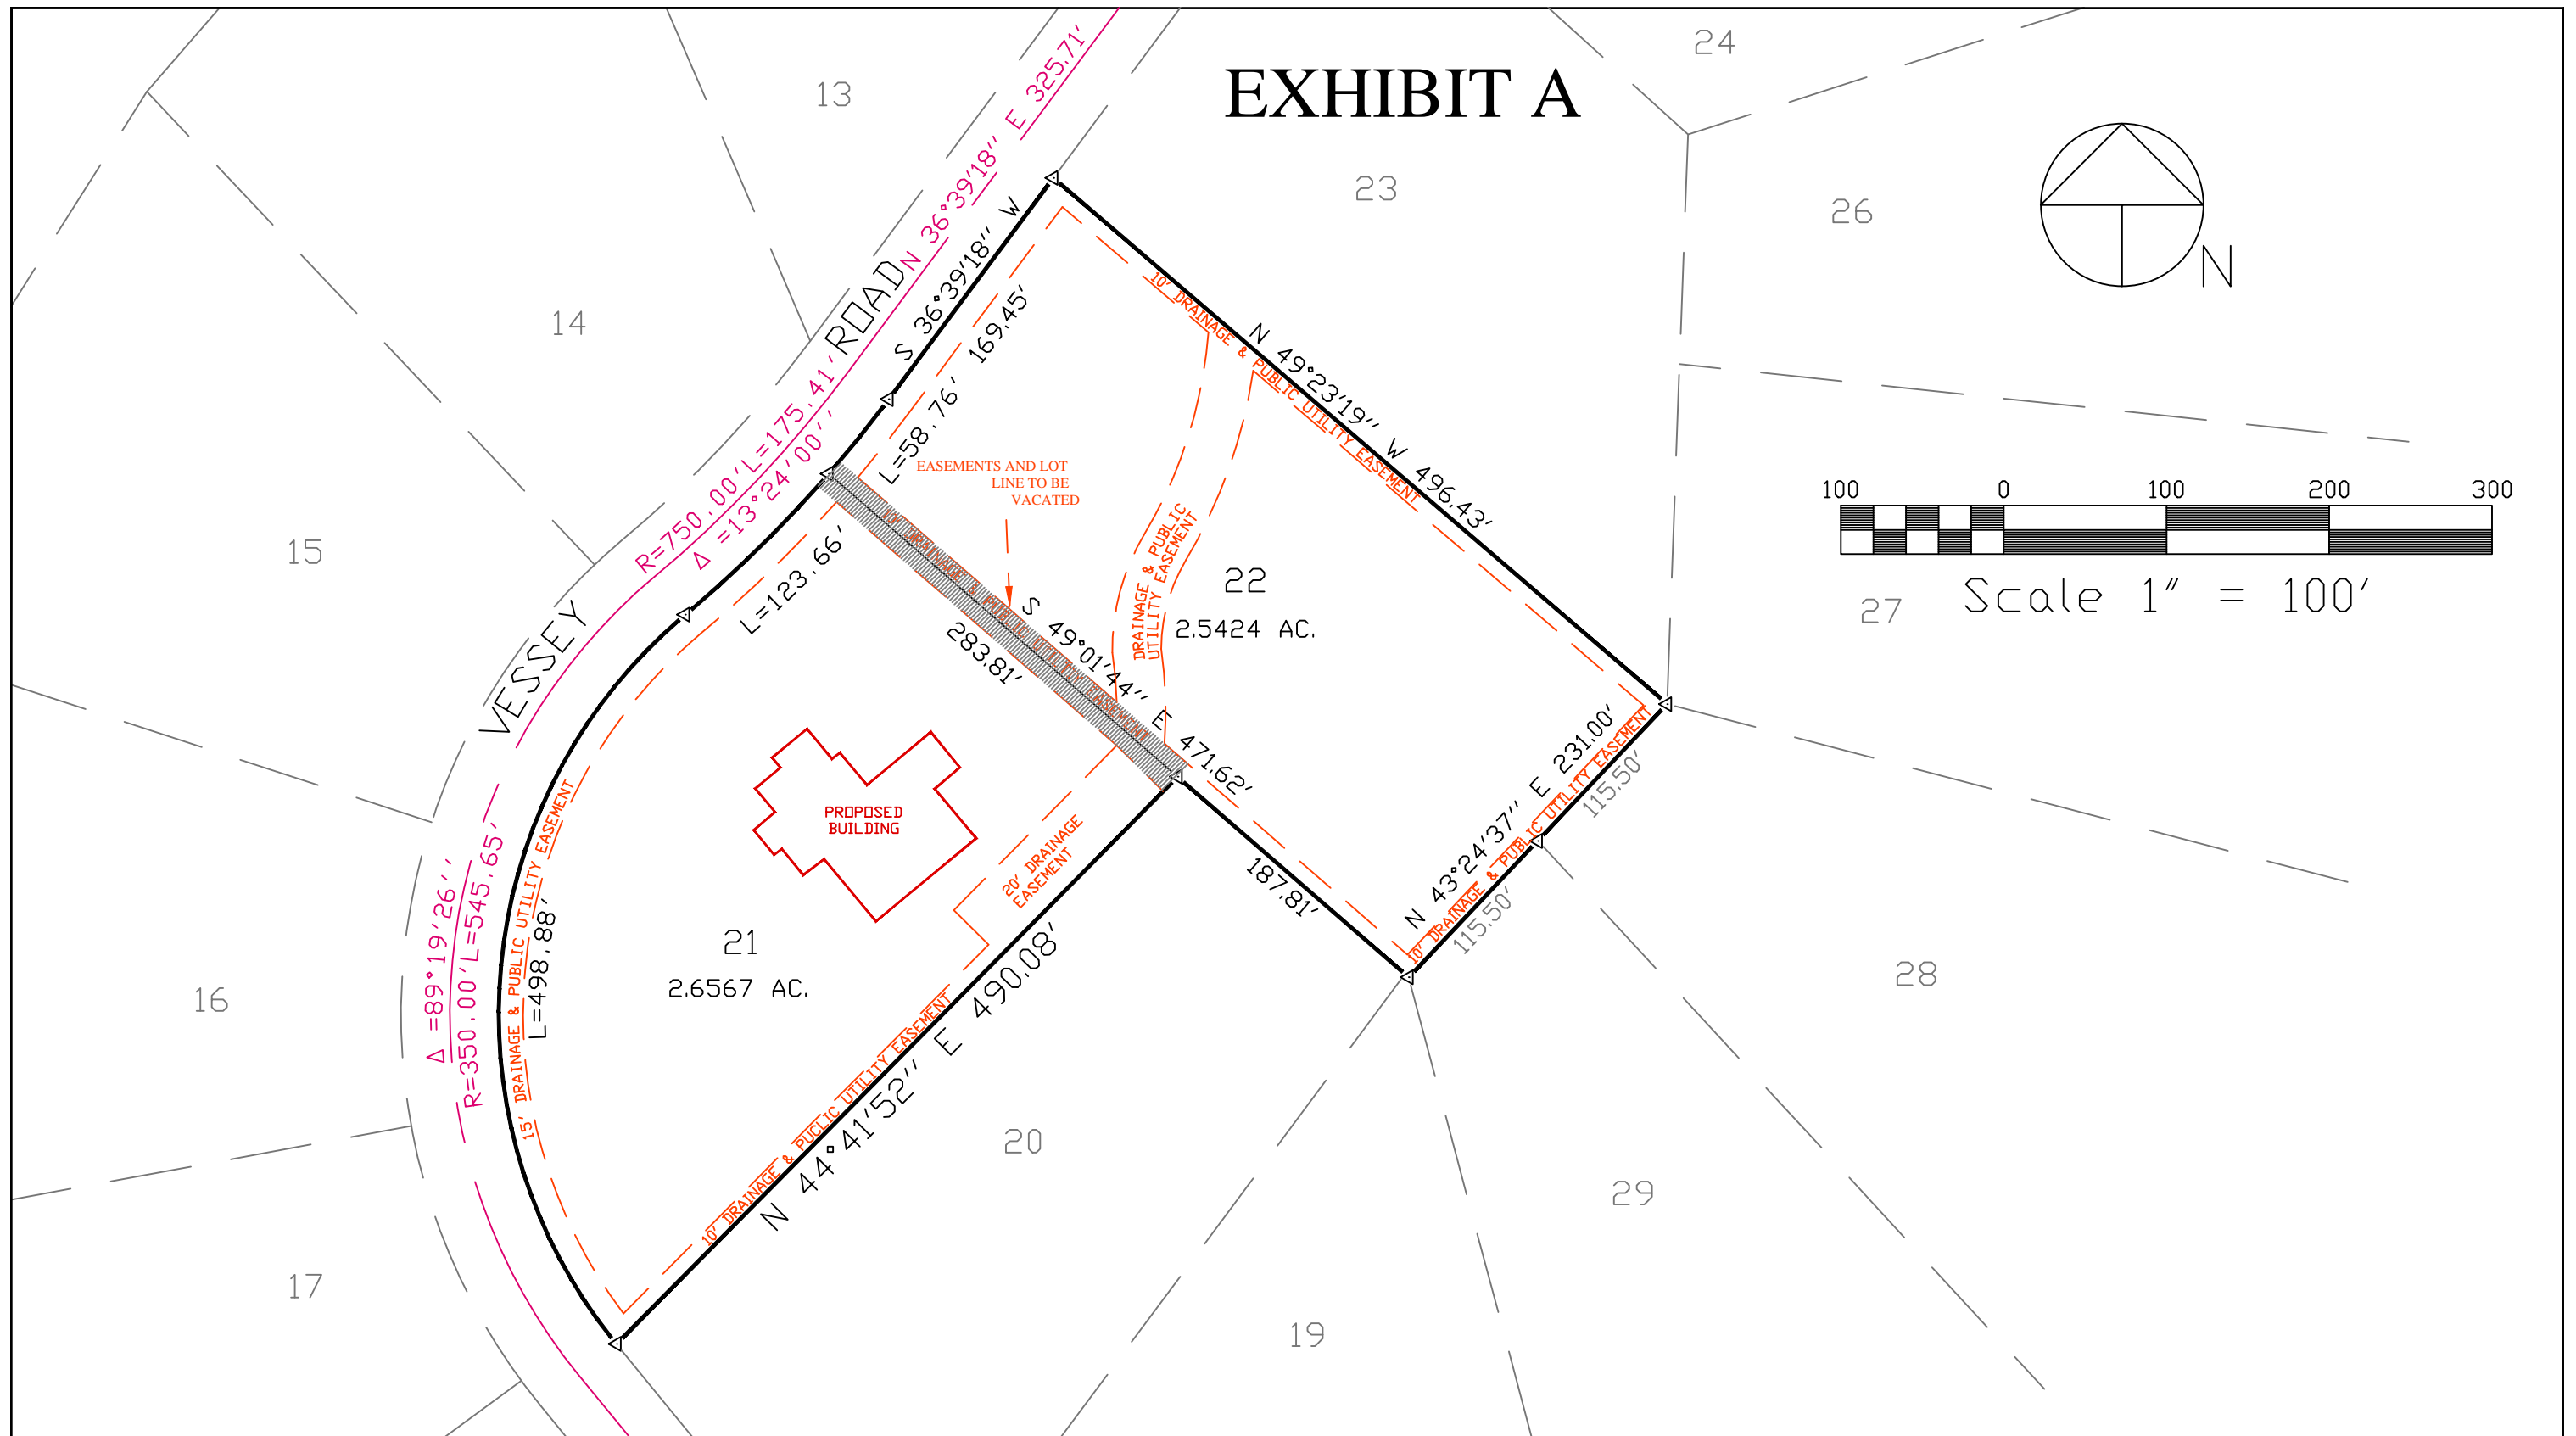 EXHIBIT A
24
13
23
26
14
15
16
17
N
100 0 100 200 300
Scale 1" = 100'
27
28
29
19
20
VESSEY ROAD
N 36°39'18" E 325.71'
R=750.00' L=175.41'
Δ =13°24'00"
Δ =89°19'26"
R=350.00' L=545.65'
S 36°39'18" W
169.45'
L=58.76'
L=123.66'
L=498.88'
EASEMENTS AND LOT
LINE TO BE
VACATED
10' DRAINAGE & PUBLIC UTILITY EASEMENT
N 49°23'19" W 496.43'
10' DRAINAGE & PUBLIC UTILITY EASEMENT
S 49°01'44" E 471.62'
283.81'
187.81'
DRAINAGE & PUBLIC
UTILITY EASEMENT
22
2.5424 AC.
N 43°24'37" E 231.00'
10' DRAINAGE & PUBLIC UTILITY EASEMENT
115.50'
115.50'
PROPOSED
BUILDING
20' DRAINAGE
EASEMENT
21
2.6567 AC.
15' DRAINAGE & PUBLIC UTILITY EASEMENT
10' DRAINAGE & PUCLIC UTILITY EASEMENT
N 44°41'52" E 490.08'